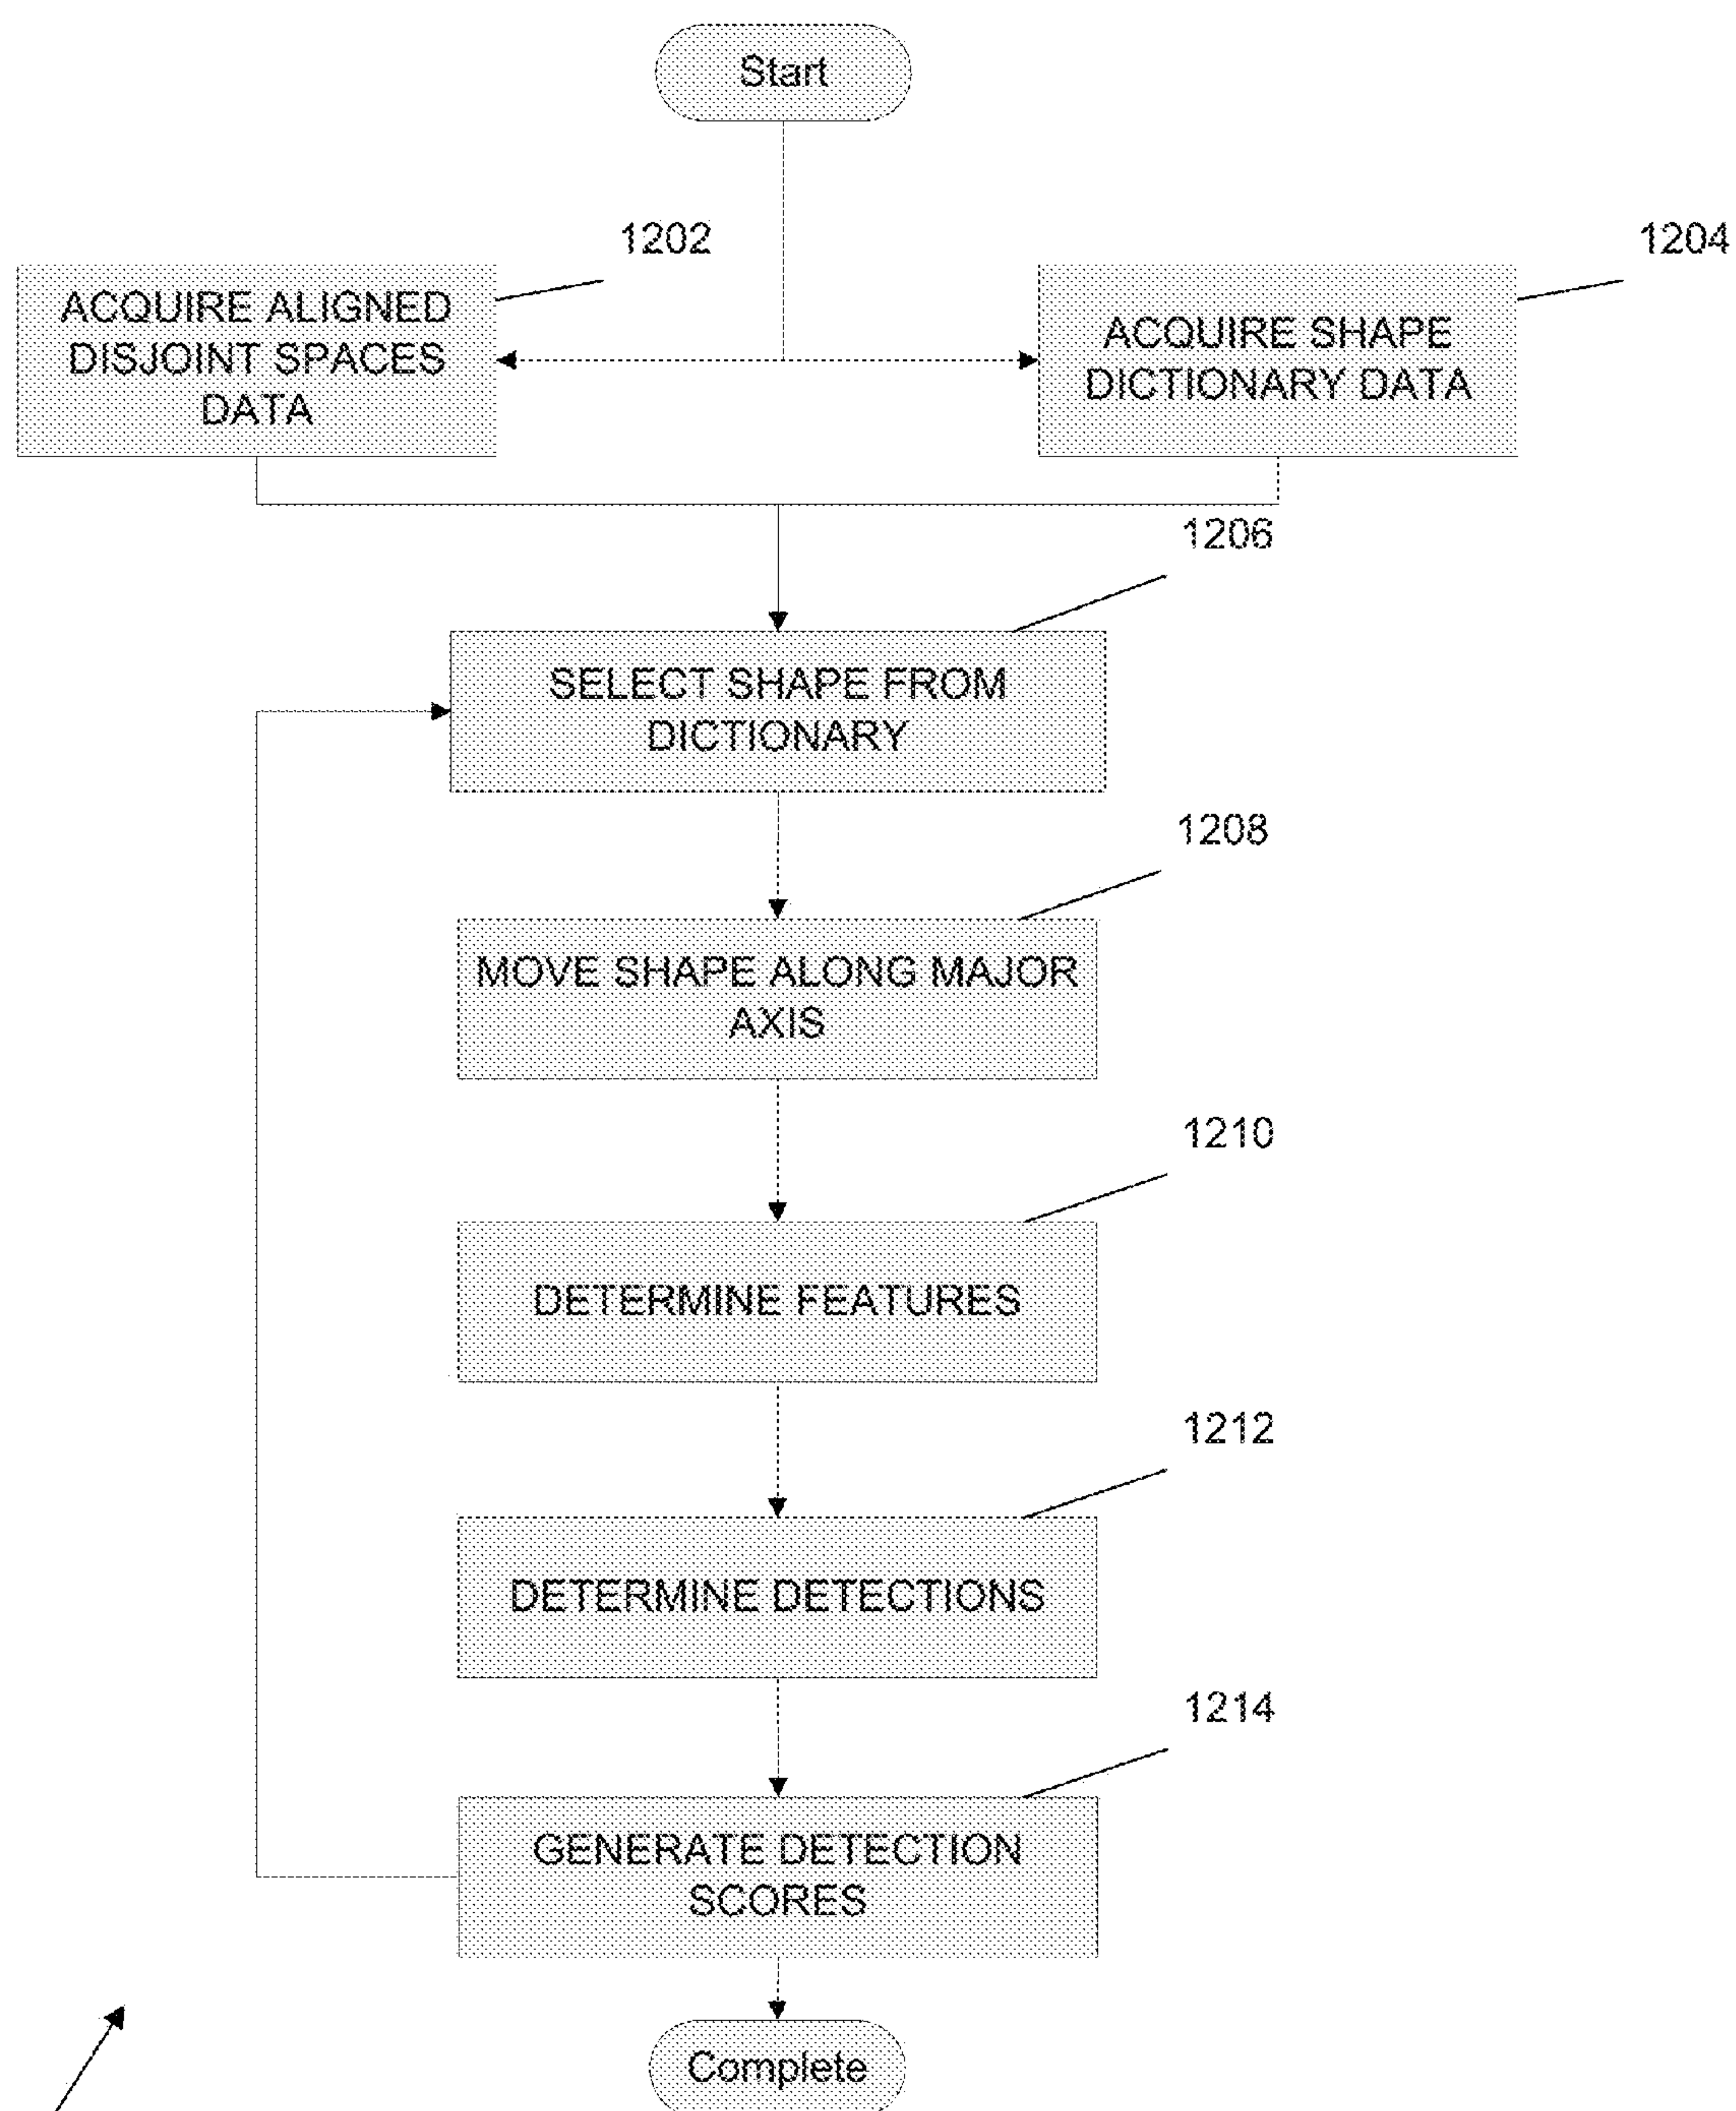 Start
1202
1204
ACQUIRE ALIGNED
DISJOINT SPACES
DATA
ACQUIRE SHAPE
DICTIONARY DATA
1206
SELECT SHAPE FROM
DICTIONARY
1208
MOVE SHAPE ALONG MAJOR
AXIS
1210
DETERMINE FEATURES
1212
DETERMINE DETECTIONS
1214
GENERATE DETECTION
SCORES
Complete